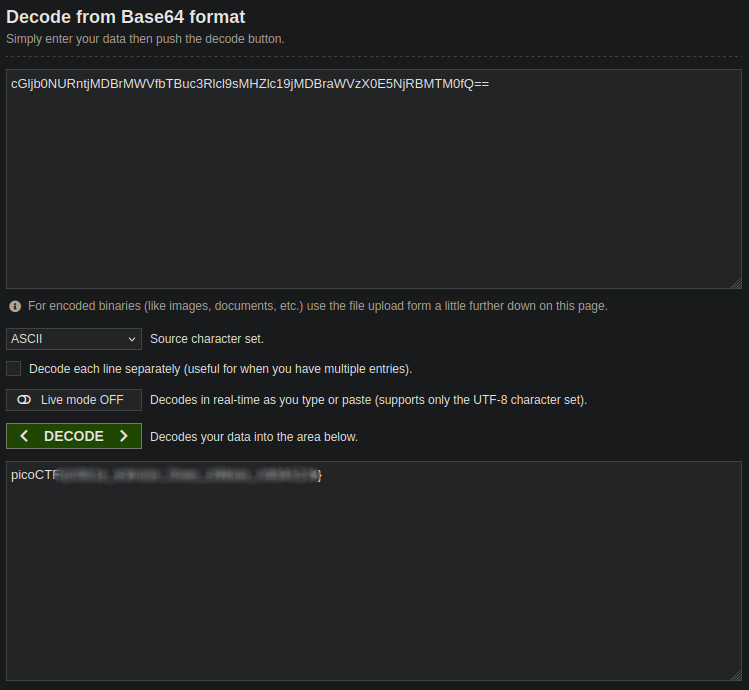 Decode from Base64 format
Simply enter your data then push the decode button.
cGljb0NURntjMDBrMWVfbTBuc3Rlcl9sMHZlc19jMDBraWVzX0E5NjRBMTM0fQ==
For encoded binaries (like images, documents, etc.) use the file upload form a little further down on this page.
ASCII Source character set.
Decode each line separately (useful for when you have multiple entries).
Live mode OFF Decodes in real-time as you type or paste (supports only the UTF-8 character set).
DECODE Decodes your data into the area below.
picoCTF }